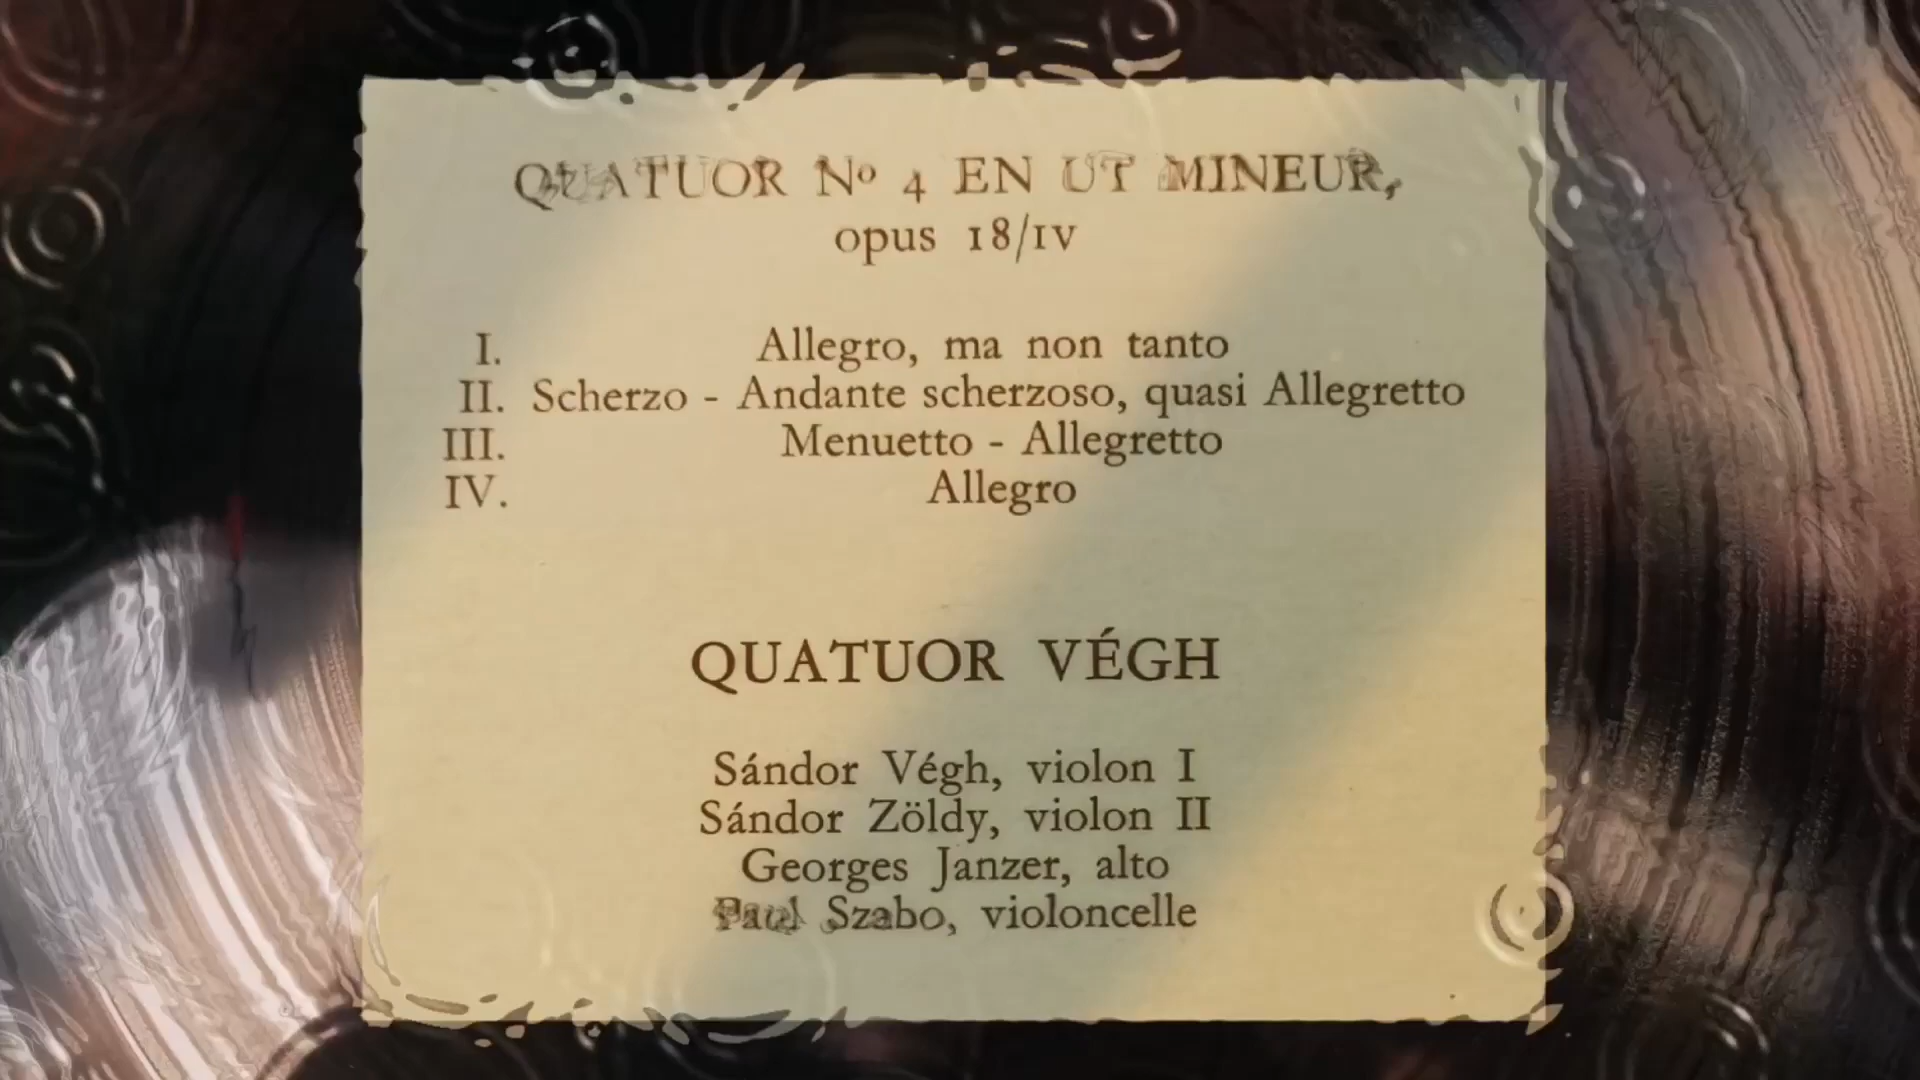 QUATUOR Nº 4 EN UT MINEUR,
opus 18/IV
I. Allegro, ma non tanto
II. Scherzo - Andante scherzoso, quasi Allegretto
III. Menuetto - Allegretto
IV. Allegro
QUATUOR VÉGH
Sándor Végh, violon I
Sándor Zöldy, violon II
Georges Janzer, alto
Paul Szabo, violoncelle